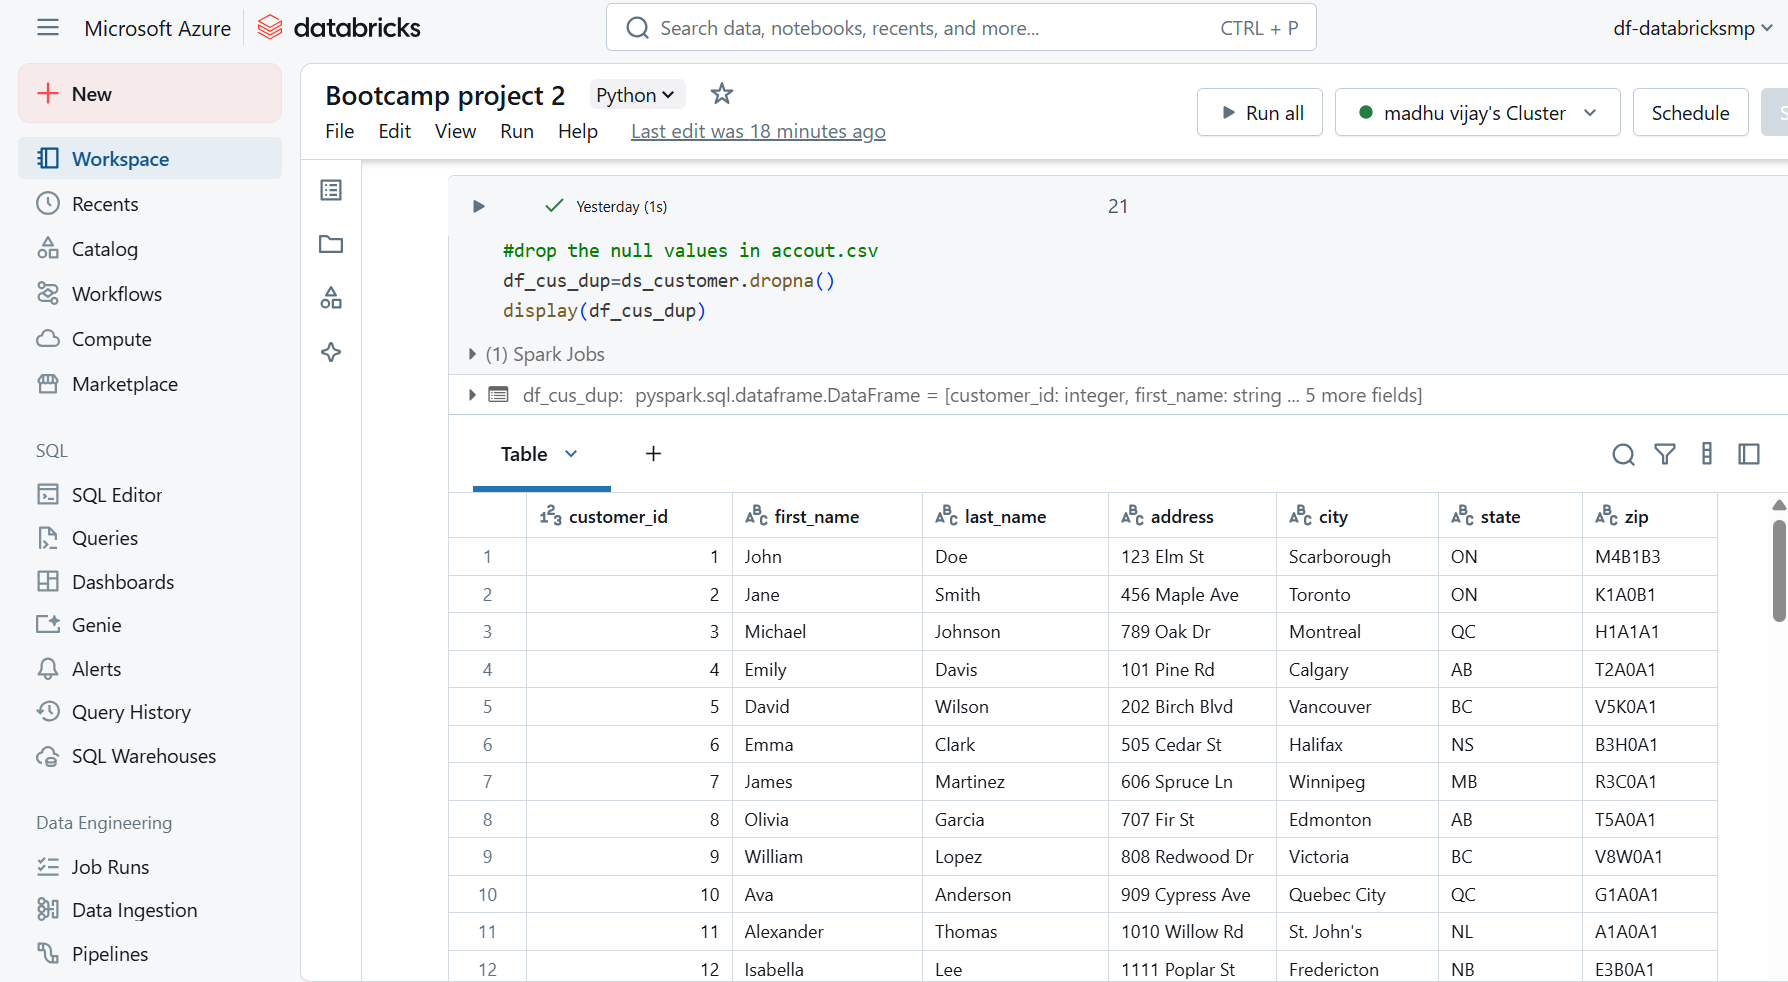 Microsoft Azure databricks
Search data, notebooks, recents, and more... CTRL + P
df-databricksmp
New
Workspace
Recents
Catalog
Workflows
Compute
Marketplace
SQL
SQL Editor
Queries
Dashboards
Genie
Alerts
Query History
SQL Warehouses
Data Engineering
Job Runs
Data Ingestion
Pipelines
Bootcamp project 2 Python
File Edit View Run Help Last edit was 18 minutes ago
Run all madhu vijay's Cluster Schedule
Yesterday (1s) 21
#drop the null values in accout.csv
df_cus_dup=ds_customer.dropna()
display(df_cus_dup)
(1) Spark Jobs
df_cus_dup: pyspark.sql.dataframe.DataFrame = [customer_id: integer, first_name: string ... 5 more fields]
Table +
123 customer_id ABC first_name ABC last_name ABC address ABC city ABC state ABC zip
1 1 John Doe 123 Elm St Scarborough ON M4B1B3
2 2 Jane Smith 456 Maple Ave Toronto ON K1A0B1
3 3 Michael Johnson 789 Oak Dr Montreal QC H1A1A1
4 4 Emily Davis 101 Pine Rd Calgary AB T2A0A1
5 5 David Wilson 202 Birch Blvd Vancouver BC V5K0A1
6 6 Emma Clark 505 Cedar St Halifax NS B3H0A1
7 7 James Martinez 606 Spruce Ln Winnipeg MB R3C0A1
8 8 Olivia Garcia 707 Fir St Edmonton AB T5A0A1
9 9 William Lopez 808 Redwood Dr Victoria BC V8W0A1
10 10 Ava Anderson 909 Cypress Ave Quebec City QC G1A0A1
11 11 Alexander Thomas 1010 Willow Rd St. John's NL A1A0A1
12 12 Isabella Lee 1111 Poplar St Fredericton NB E3B0A1